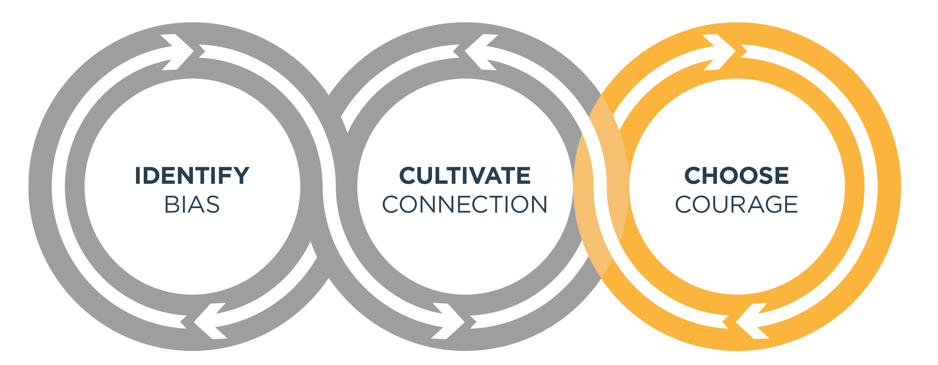 IDENTIFY
BIAS
CULTIVATE
CONNECTION
CHOOSE
COURAGE